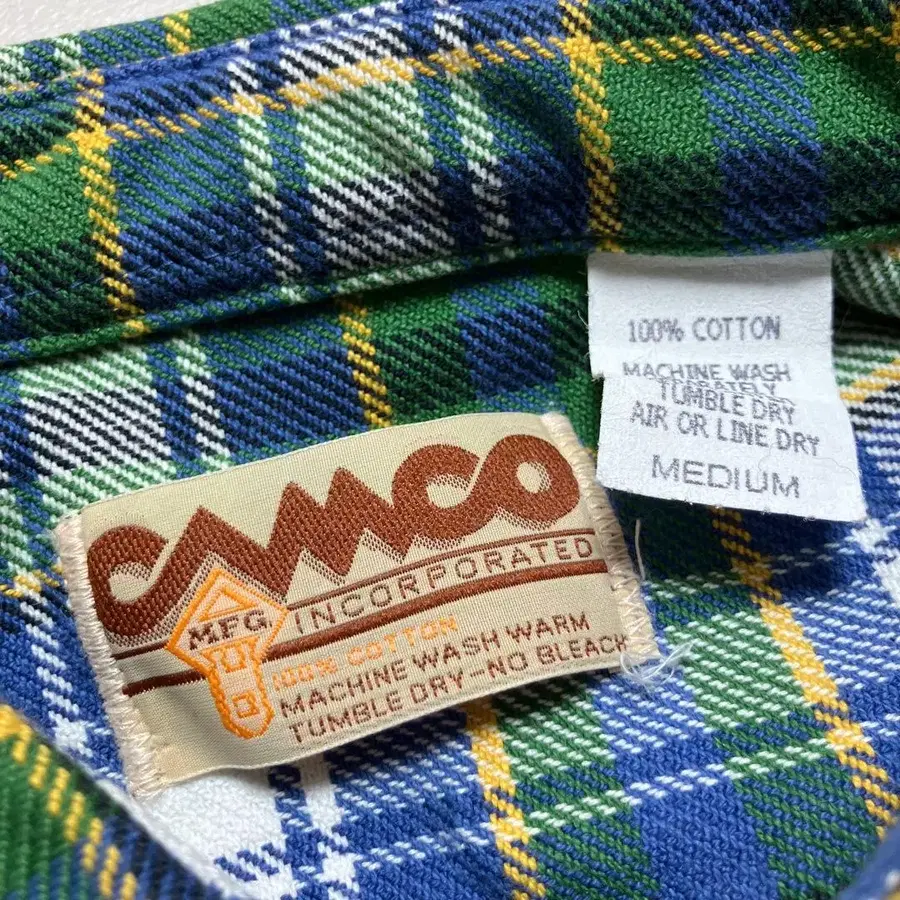 100% COTTON
MACHINE WASH
SEPARATELY
TUMBLE DRY
AIR OR LINE DRY
MEDIUM
CAMCO
INCORPORATED
MFG
100% COTTON
MACHINE WASH WARM
TUMBLE DRY-NO BLEACH